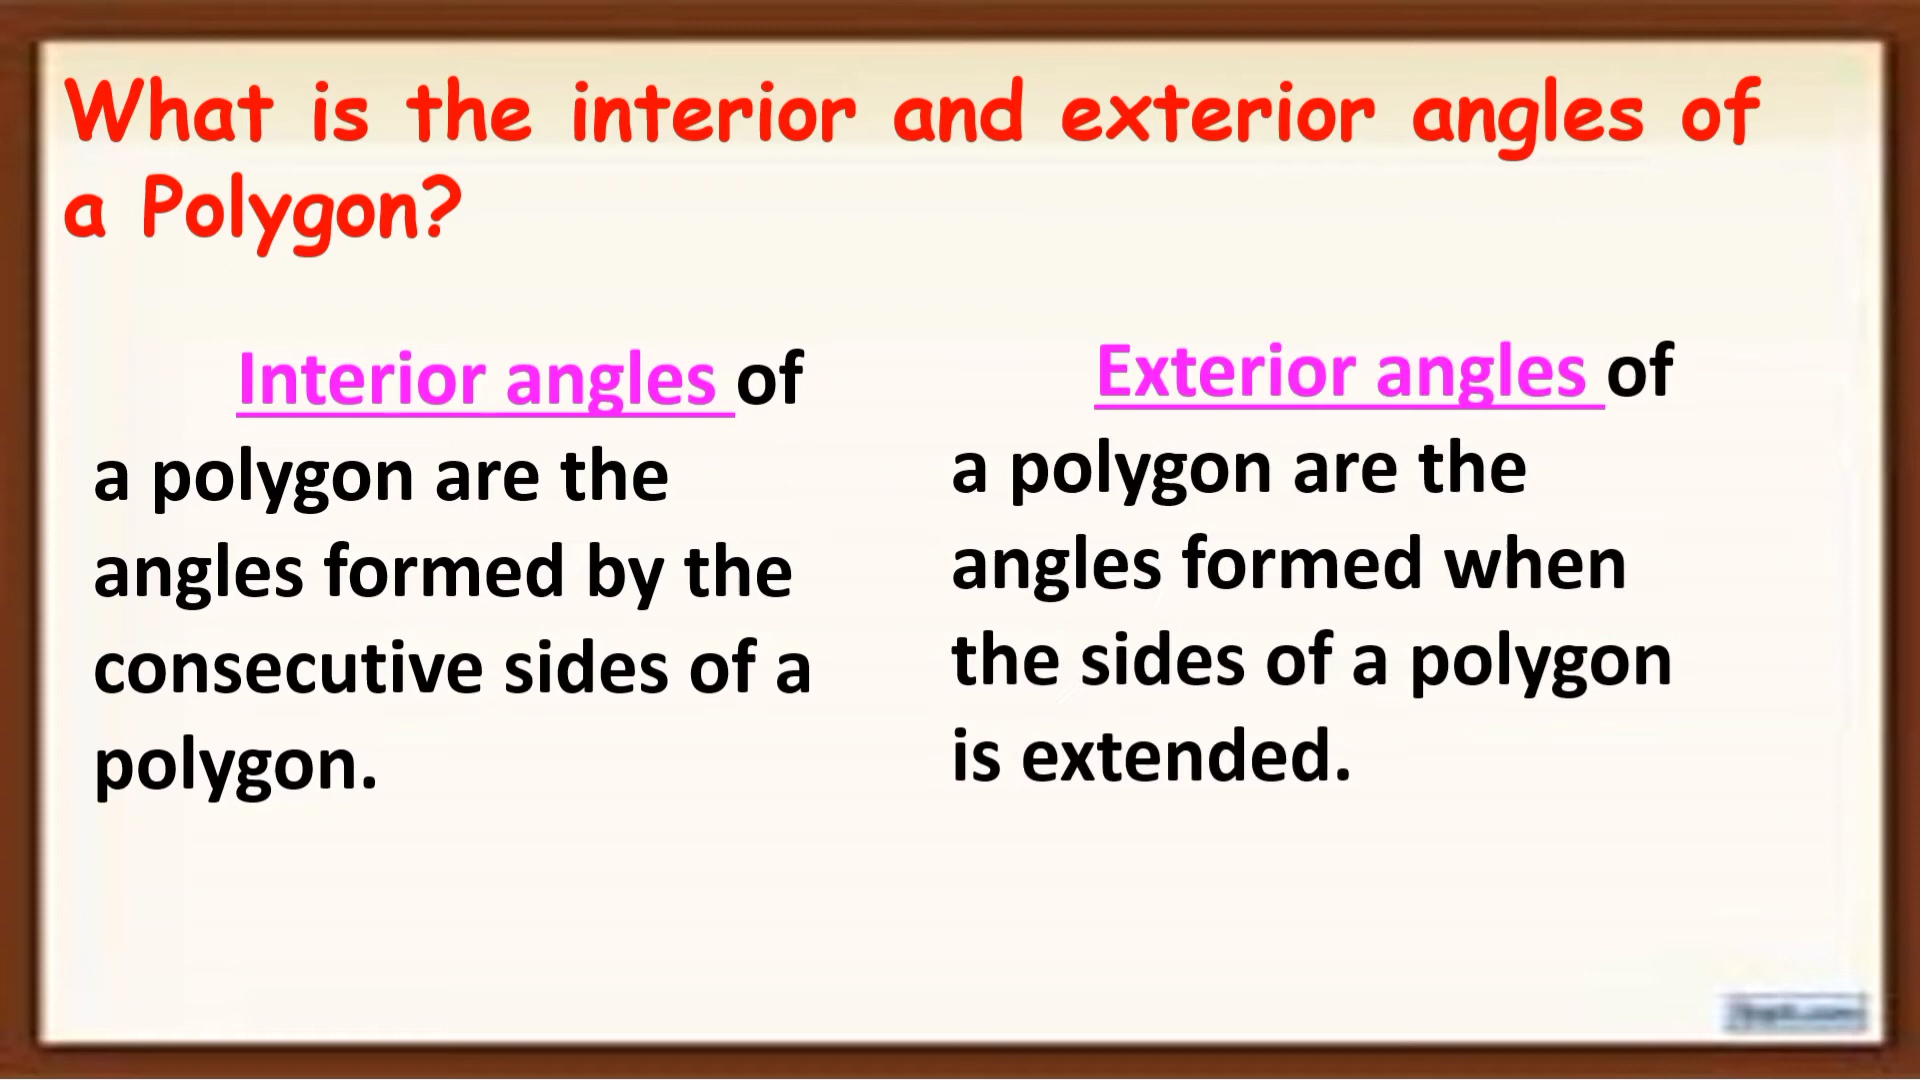 What is the interior and exterior angles of
a Polygon?
Interior angles of
a polygon are the
angles formed by the
consecutive sides of a
polygon.
Exterior angles of
a polygon are the
angles formed when
the sides of a polygon
is extended.